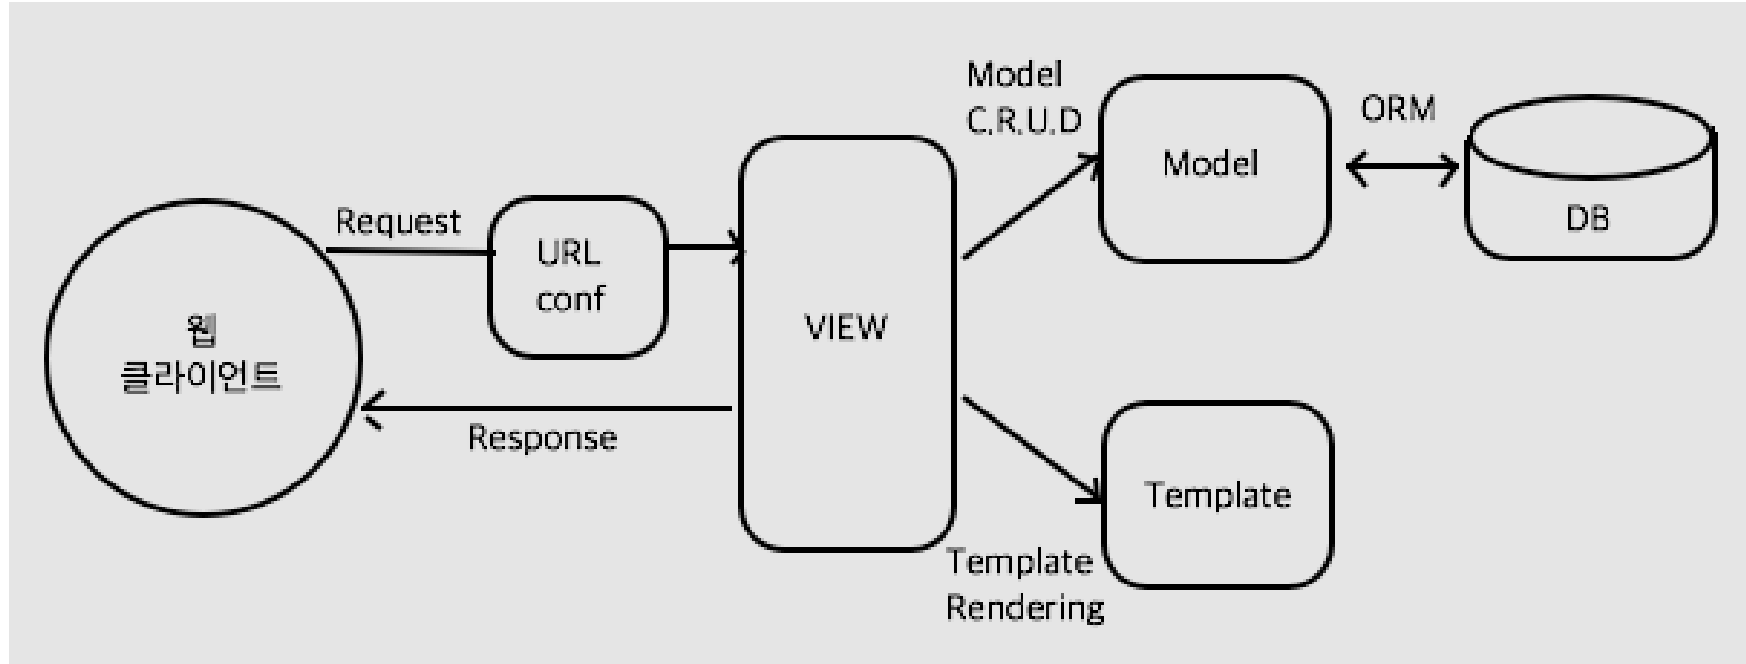 웹
클라이언트
Request
URL
conf
Response
VIEW
Model
C.R.U.D
Model
ORM
DB
Template
Template
Rendering